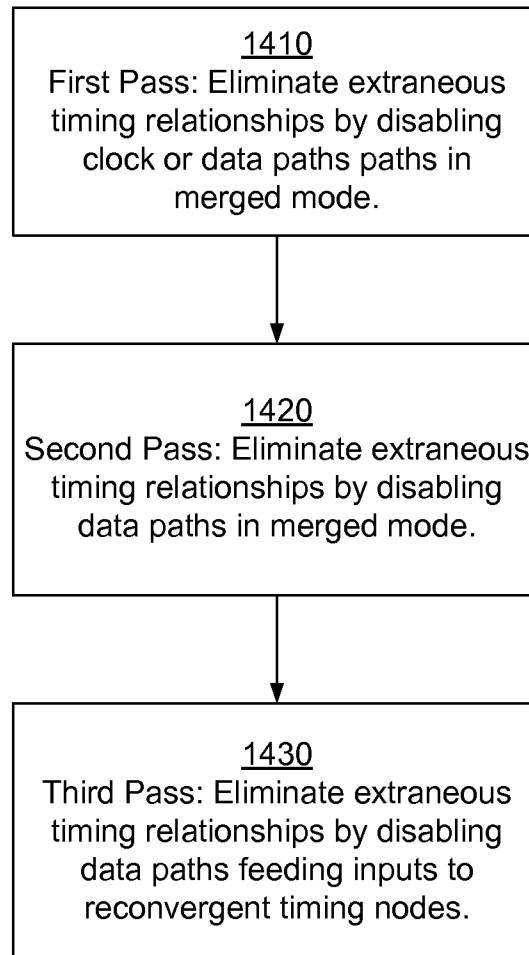 1410
First Pass: Eliminate extraneous
timing relationships by disabling
clock or data paths paths in
merged mode.
1420
Second Pass: Eliminate extraneous
timing relationships by disabling
data paths in merged mode.
1430
Third Pass: Eliminate extraneous
timing relationships by disabling
data paths feeding inputs to
reconvergent timing nodes.